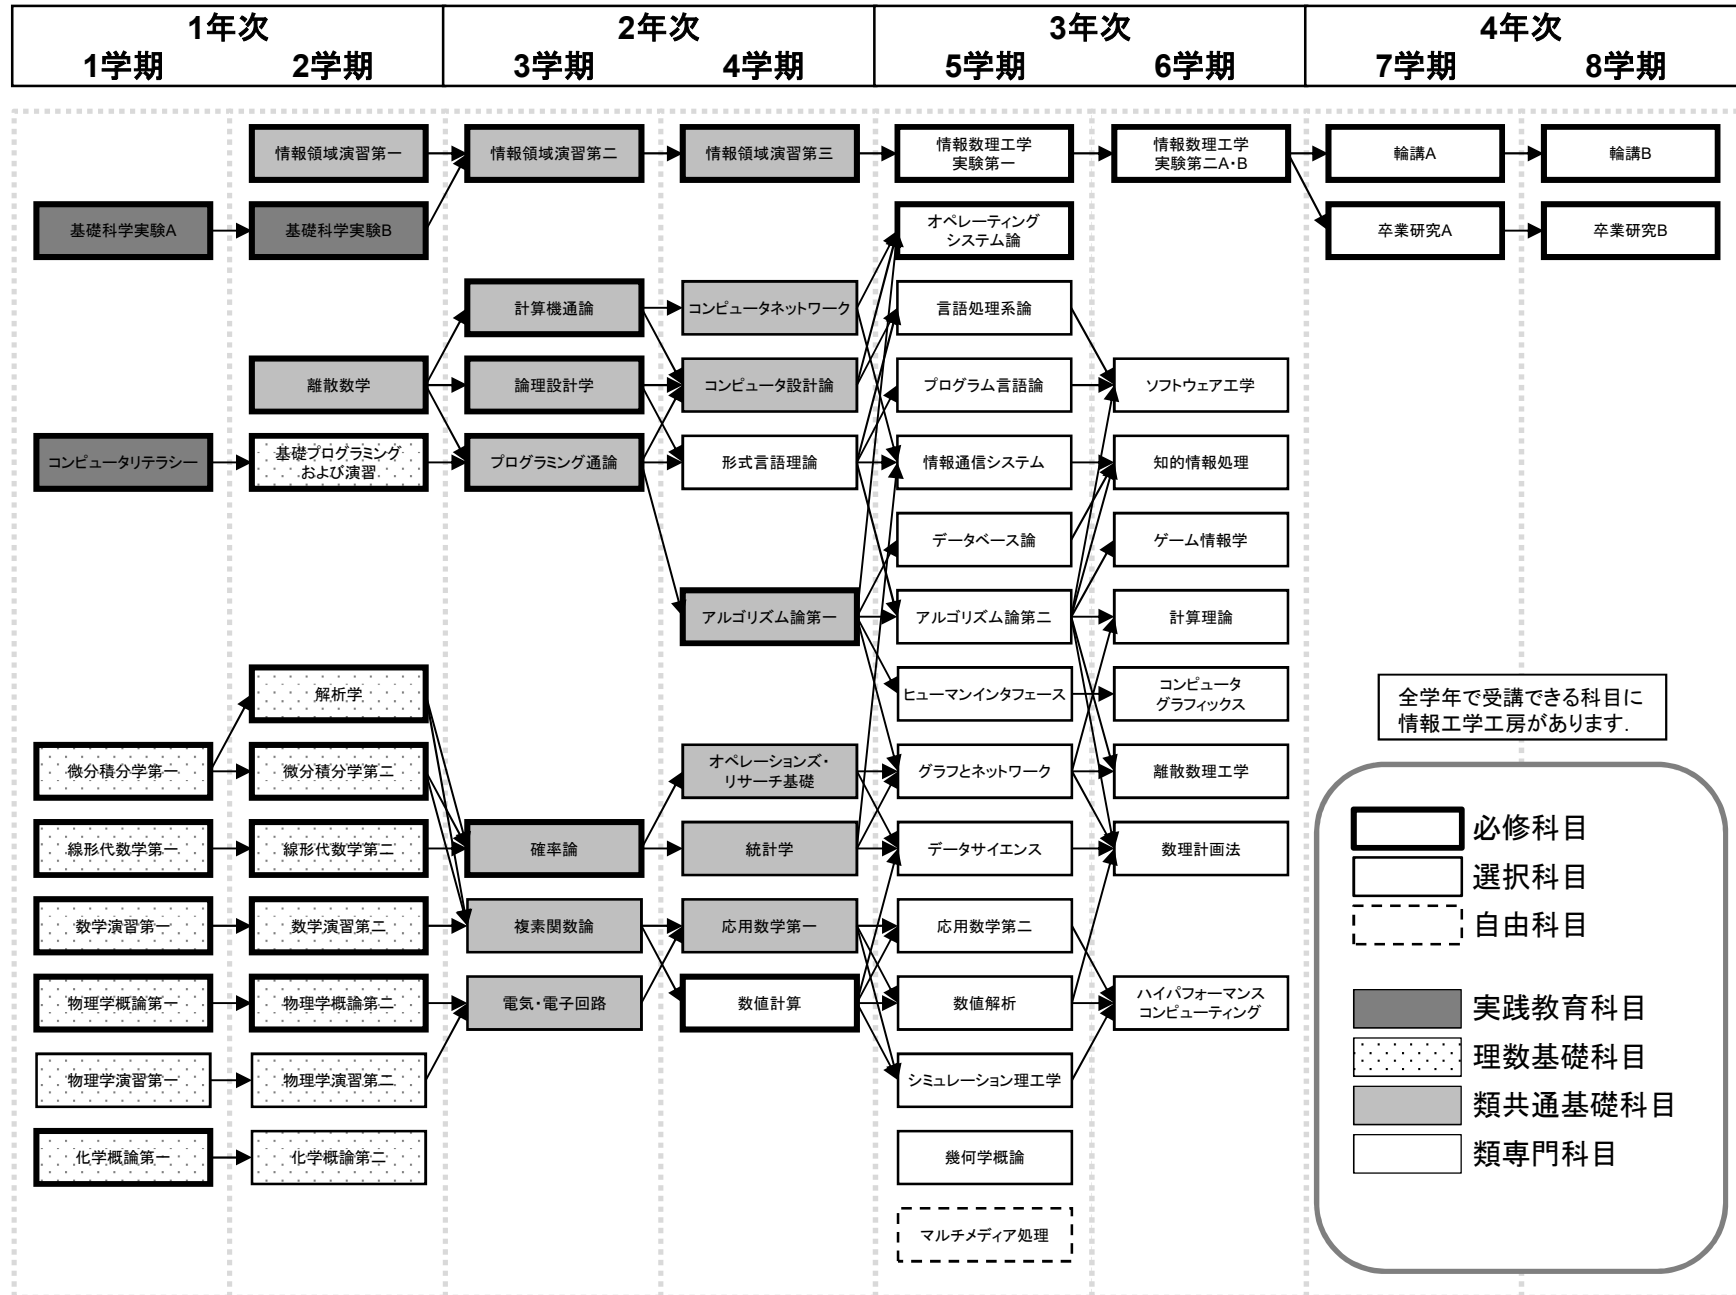 1年次 2年次 3年次 4年次
1学期 2学期 3学期 4学期 5学期 6学期 7学期 8学期
情報領域演習第一
情報領域演習第二
情報領域演習第三
情報数理工学
実験第一
情報数理工学
実験第二A・B
輪講A
輪講B
基礎科学実験A
基礎科学実験B
オペレーティング
システム論
卒業研究A
卒業研究B
計算機通論
コンピュータネットワーク
言語処理系論
離散数学
論理設計学
コンピュータ設計論
プログラム言語論
ソフトウェア工学
コンピュータリテラシー
基礎プログラミング
および演習
プログラミング通論
形式言語理論
情報通信システム
知的情報処理
データベース論
ゲーム情報学
アルゴリズム論第一
アルゴリズム論第二
計算理論
解析学
ヒューマンインタフェース
コンピュータ
グラフィックス
全学年で受講できる科目に
情報工学工房があります.
微分積分学第一
微分積分学第二
オペレーションズ・
リサーチ基礎
グラフとネットワーク
離散数理工学
線形代数学第一
線形代数学第二
確率論
統計学
データサイエンス
数理計画法
数学演習第一
数学演習第二
複素関数論
応用数学第一
応用数学第二
物理学概論第一
物理学概論第二
電気・電子回路
数値計算
数値解析
ハイパフォーマンス
コンピューティング
物理学演習第一
物理学演習第二
シミュレーション理工学
化学概論第一
化学概論第二
幾何学概論
マルチメディア処理
必修科目
選択科目
自由科目
実践教育科目
理数基礎科目
類共通基礎科目
類専門科目